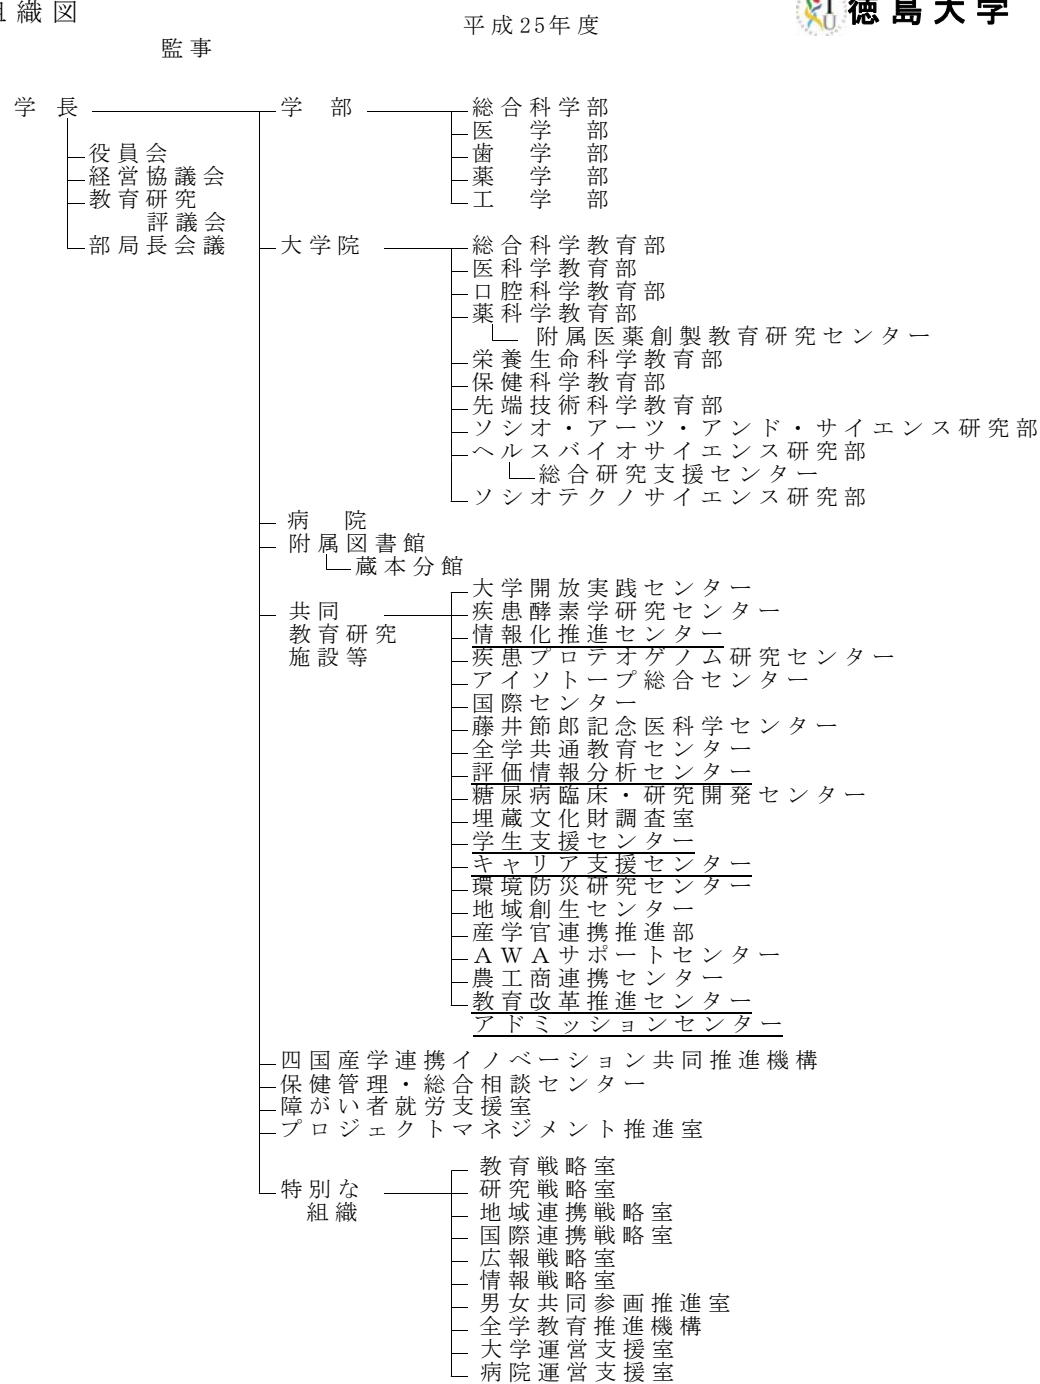 組織図
平成25年度
徳島大学
監事
学長
役員会
経営協議会
教育研究
評議会
部局長会議
学部
総合科学部
医学部
歯学部
薬学部
工学部
大学院
総合科学教育部
医科学教育部
口腔科学教育部
薬科学教育部
附属医薬創製教育研究センター
栄養生命科学教育部
保健科学教育部
先端技術科学教育部
ソシオ・アーツ・アンド・サイエンス研究部
ヘルスバイオサイエンス研究部
総合研究支援センター
ソシオテクノサイエンス研究部
病院
附属図書館
蔵本分館
共同
教育研究
施設等
大学開放実践センター
疾患酵素学研究センター
情報化推進センター
疾患プロテオゲノム研究センター
アイソトープ総合センター
国際センター
藤井節郎記念医科学センター
全学共通教育センター
評価情報分析センター
糖尿病臨床・研究開発センター
埋蔵文化財調査室
学生支援センター
キャリア支援センター
環境防災研究センター
地域創生センター
産学官連携推進部
ＡＷＡサポートセンター
農工商連携センター
教育改革推進センター
アドミッションセンター
四国産学連携イノベーション共同推進機構
保健管理・総合相談センター
障がい者就労支援室
プロジェクトマネジメント推進室
特別な
組織
教育戦略室
研究戦略室
地域連携戦略室
国際連携戦略室
広報戦略室
情報戦略室
男女共同参画推進室
全学教育推進機構
大学運営支援室
病院運営支援室